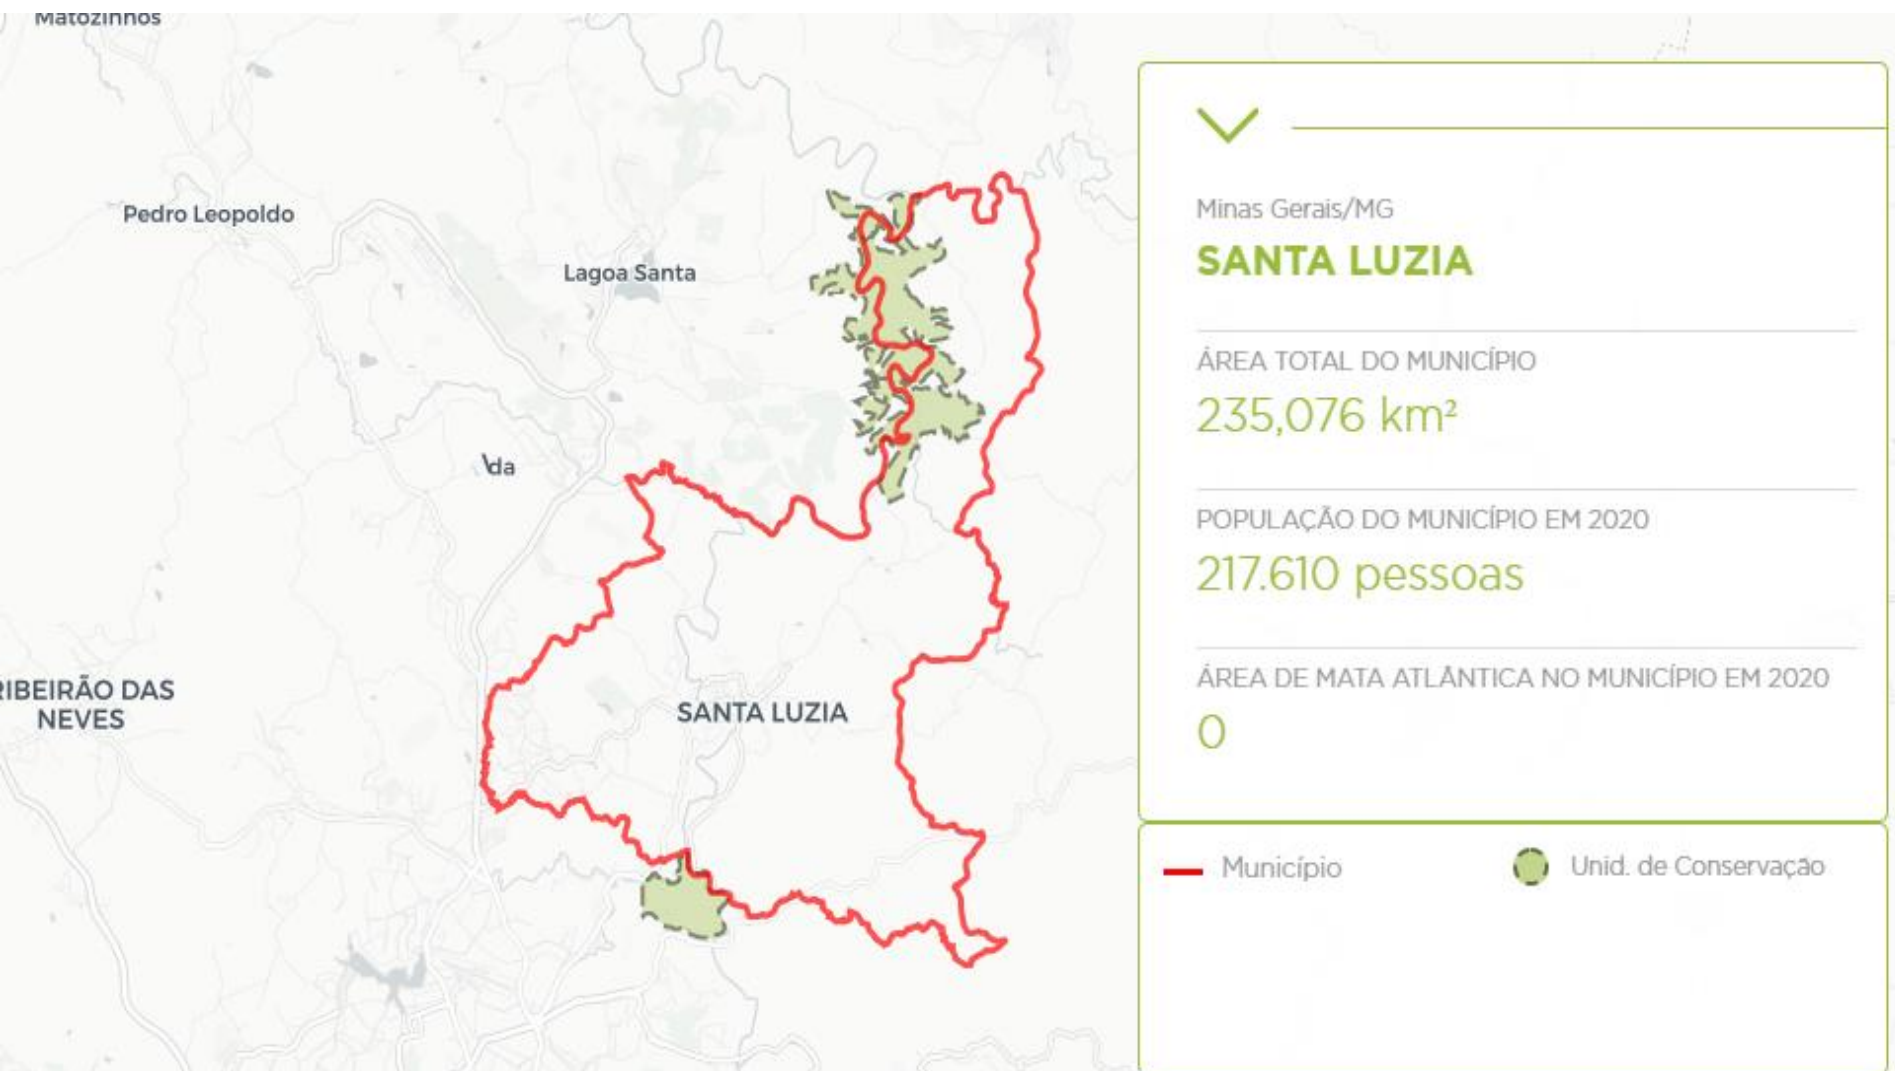 Matozinhos
Pedro Leopoldo
Lagoa Santa
da
RIBEIRÃO DAS
NEVES
SANTA LUZIA
Minas Gerais/MG
SANTA LUZIA
ÁREA TOTAL DO MUNICÍPIO
235,076 km²
POPULAÇÃO DO MUNICÍPIO EM 2020
217.610 pessoas
ÁREA DE MATA ATLÂNTICA NO MUNICÍPIO EM 2020
0
Município
Unid. de Conservação